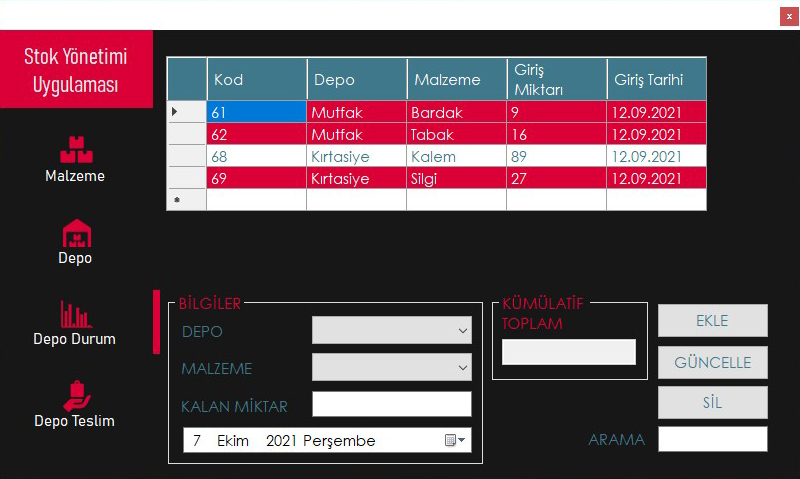 x
Stok Yönetimi
Uygulaması
Malzeme
Depo
Depo Durum
Depo Teslim
Kod Depo Malzeme Giriş Miktarı Giriş Tarihi
61 Mutfak Bardak 9 12.09.2021
62 Mutfak Tabak 16 12.09.2021
68 Kırtasiye Kalem 89 12.09.2021
69 Kırtasiye Silgi 27 12.09.2021
*
BİLGİLER
DEPO
MALZEME
KALAN MİKTAR
7 Ekim 2021 Perşembe
KÜMÜLATİF
TOPLAM
EKLE
GÜNCELLE
SİL
ARAMA